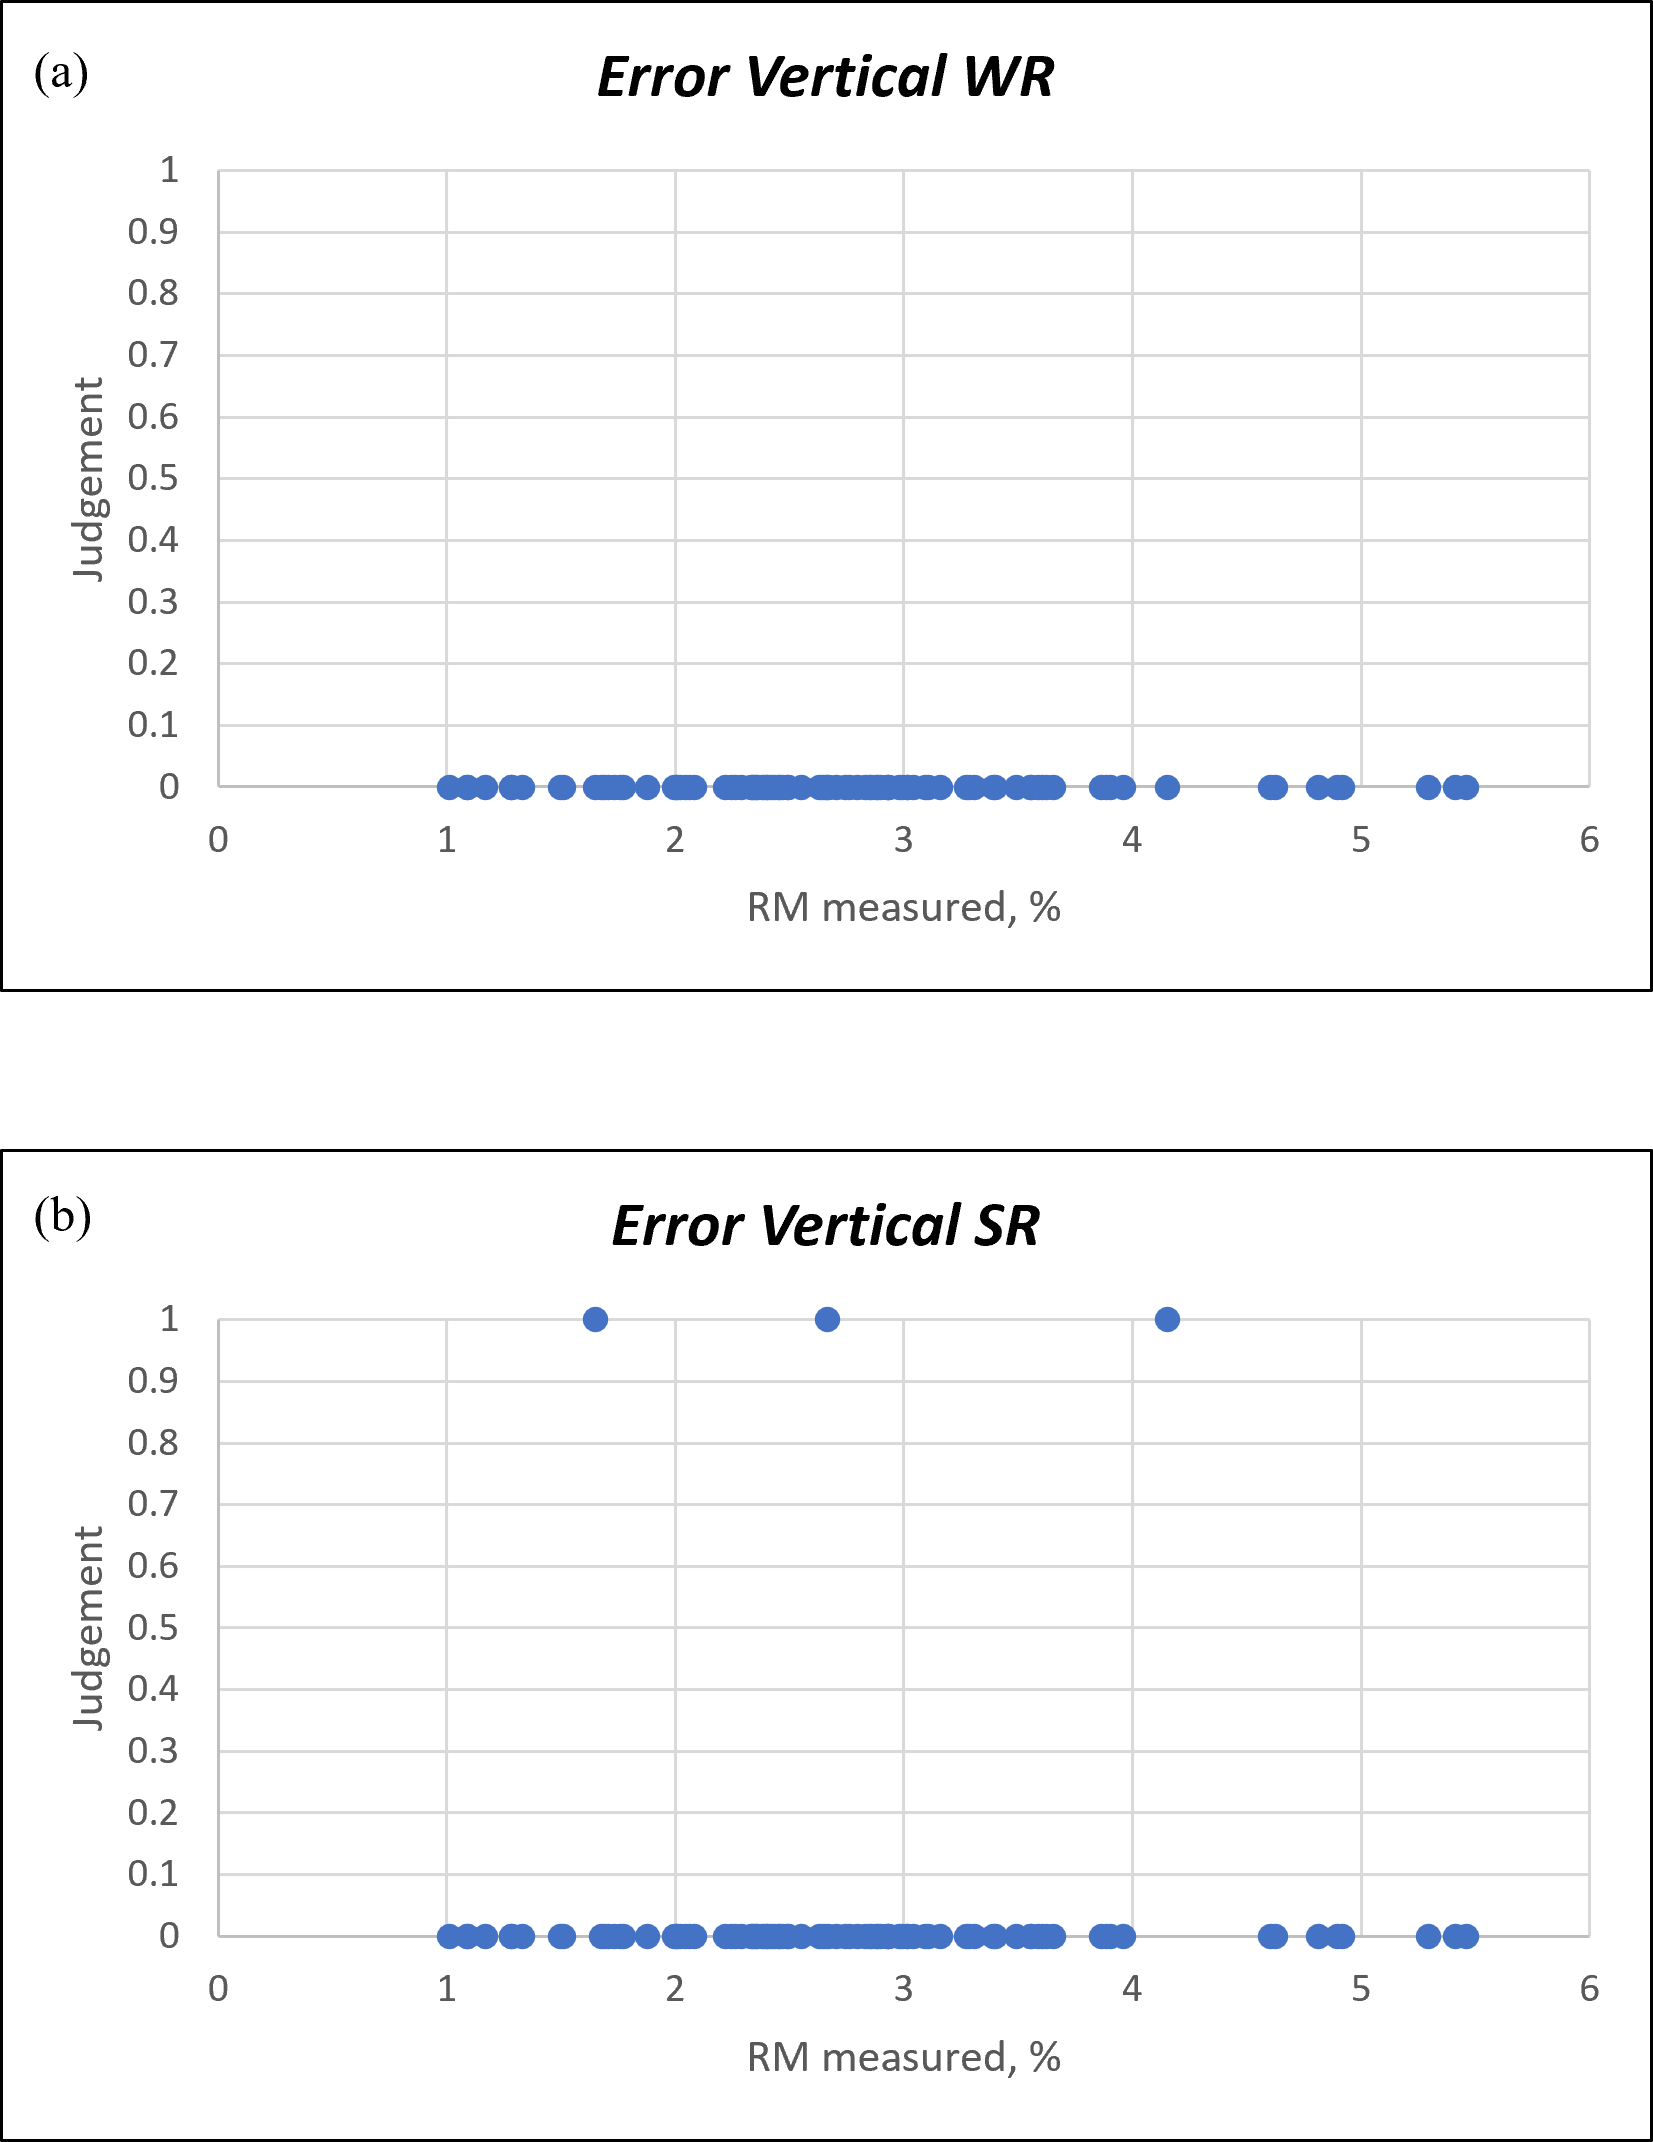 (a)
Error Vertical WR
1
0.9
0.8
0.7
0.6
0.5
0.4
0.3
0.2
0.1
0
Judgement
0 1 2 3 4 5 6
RM measured, %
(b)
Error Vertical SR
1
0.9
0.8
0.7
0.6
0.5
0.4
0.3
0.2
0.1
0
Judgement
0 1 2 3 4 5 6
RM measured, %